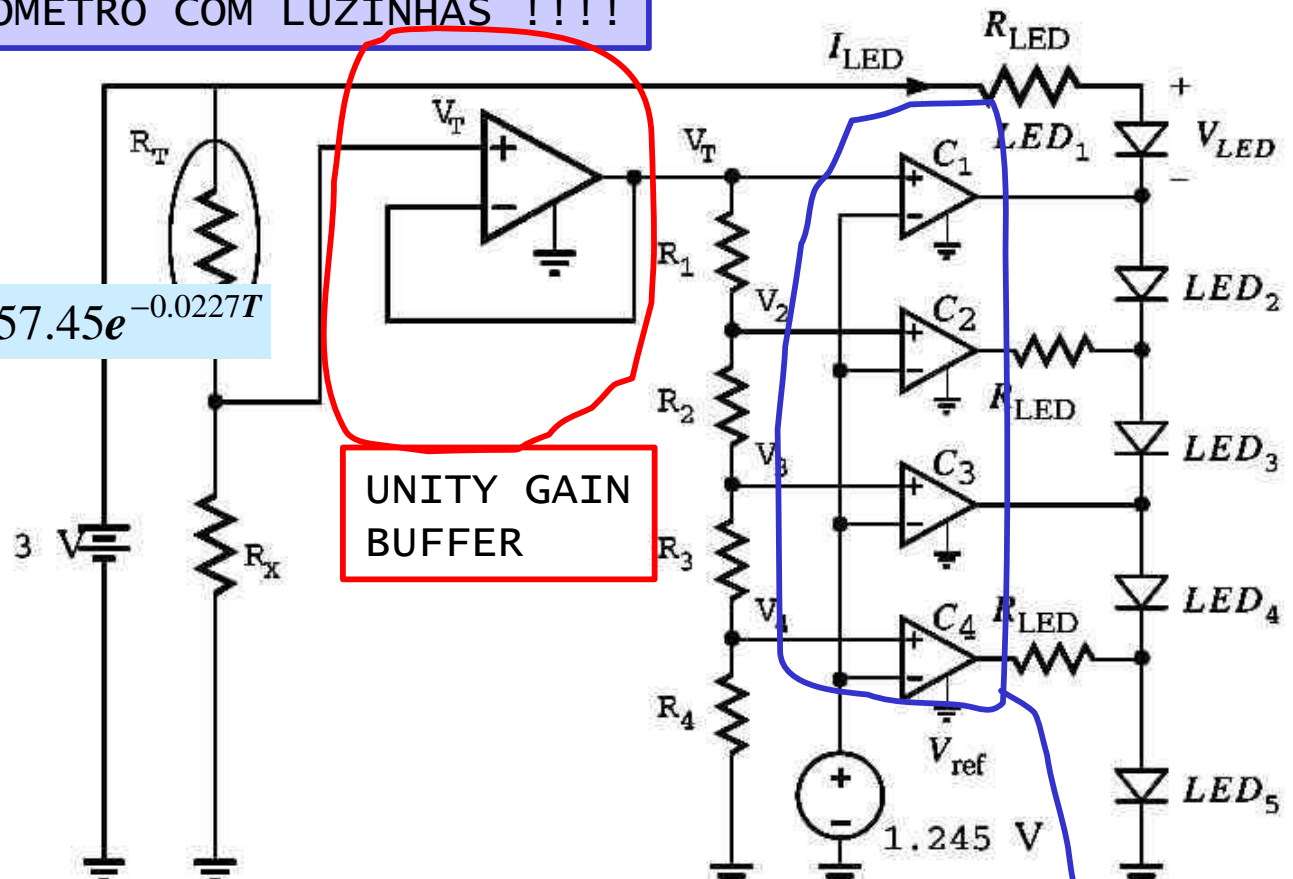 COM LUZINHAS !!!!
R_LED
I_LED
+
V_T
R_T
V_T
LED_1
V_LED
+
C_1
+
−
−
−
R_1
57.45e^{−0.0227T}
V_2
C_2
LED_2
+
−
R_2
R_LED
V_3
C_3
LED_3
UNITY GAIN
BUFFER
+
−
3 V
R_X
R_3
V_4
C_4
R_LED
LED_4
+
−
R_4
V_ref
+
−
LED_5
1.245 V